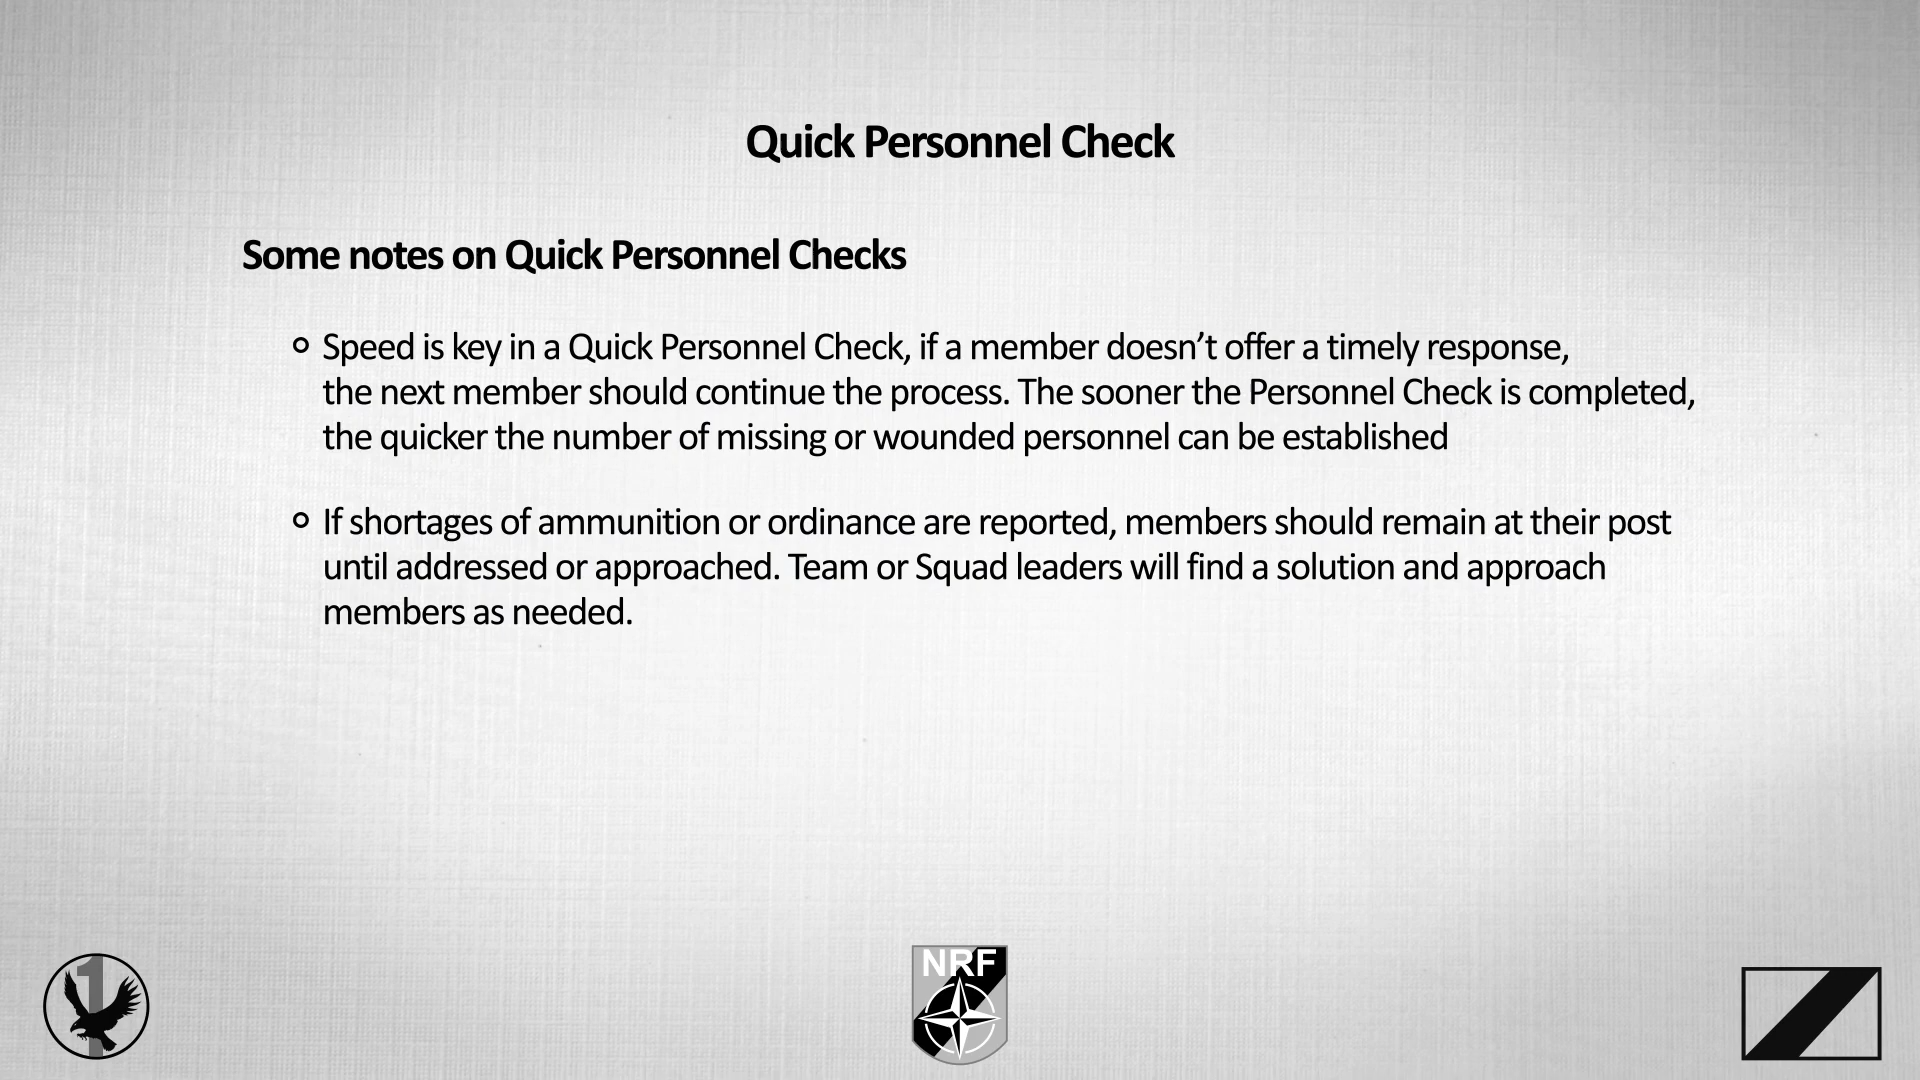 Quick Personnel Check
Some notes on Quick Personnel Checks
Speed is key in a Quick Personnel Check, if a member doesn’t offer a timely response,
the next member should continue the process. The sooner the Personnel Check is completed,
the quicker the number of missing or wounded personnel can be established
If shortages of ammunition or ordinance are reported, members should remain at their post
until addressed or approached. Team or Squad leaders will find a solution and approach
members as needed.
1
NRF